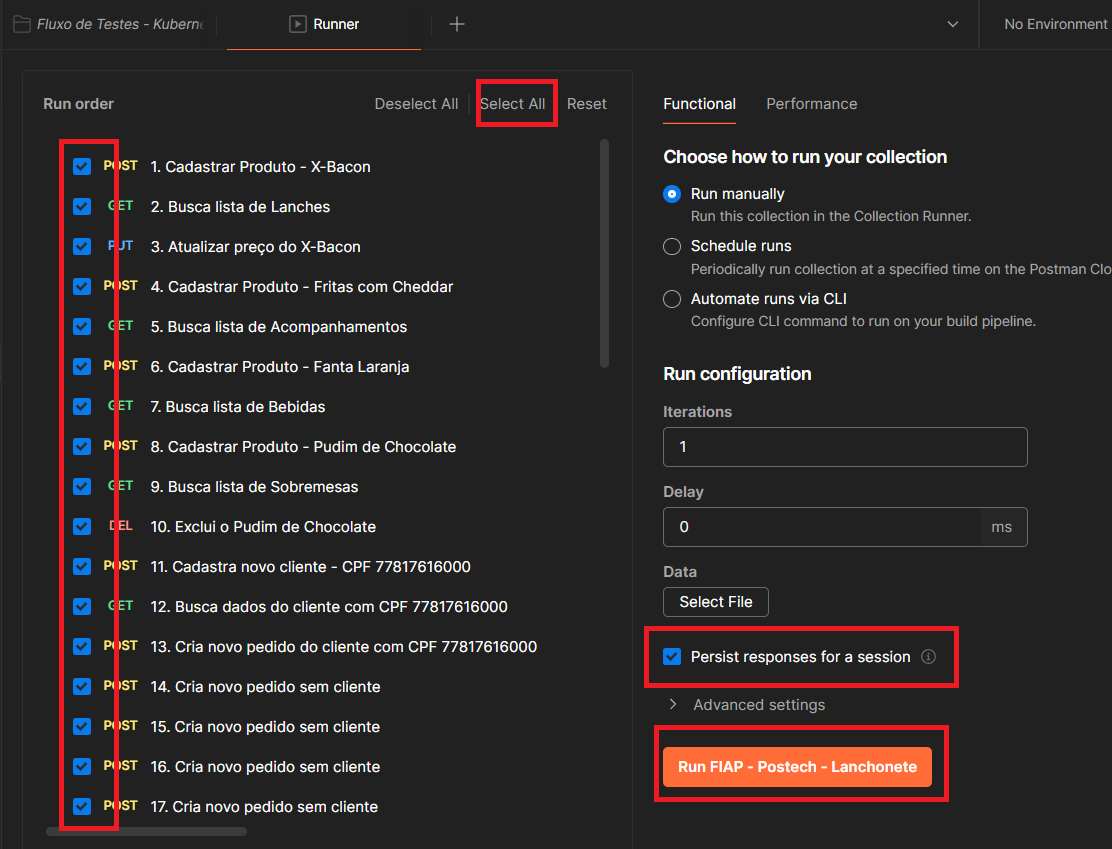 Fluxo de Testes - Kubern
Runner
No Environment
Run order
Deselect All
Select All
Reset
POST 1. Cadastrar Produto - X-Bacon
GET 2. Busca lista de Lanches
PUT 3. Atualizar preço do X-Bacon
POST 4. Cadastrar Produto - Fritas com Cheddar
GET 5. Busca lista de Acompanhamentos
POST 6. Cadastrar Produto - Fanta Laranja
GET 7. Busca lista de Bebidas
POST 8. Cadastrar Produto - Pudim de Chocolate
GET 9. Busca lista de Sobremesas
DEL 10. Exclui o Pudim de Chocolate
POST 11. Cadastra novo cliente - CPF 77817616000
GET 12. Busca dados do cliente com CPF 77817616000
POST 13. Cria novo pedido do cliente com CPF 77817616000
POST 14. Cria novo pedido sem cliente
POST 15. Cria novo pedido sem cliente
POST 16. Cria novo pedido sem cliente
POST 17. Cria novo pedido sem cliente
Functional
Performance
Choose how to run your collection
Run manually
Run this collection in the Collection Runner.
Schedule runs
Periodically run collection at a specified time on the Postman Clo
Automate runs via CLI
Configure CLI command to run on your build pipeline.
Run configuration
Iterations
1
Delay
0 ms
Data
Select File
Persist responses for a session
Advanced settings
Run FIAP - Postech - Lanchonete